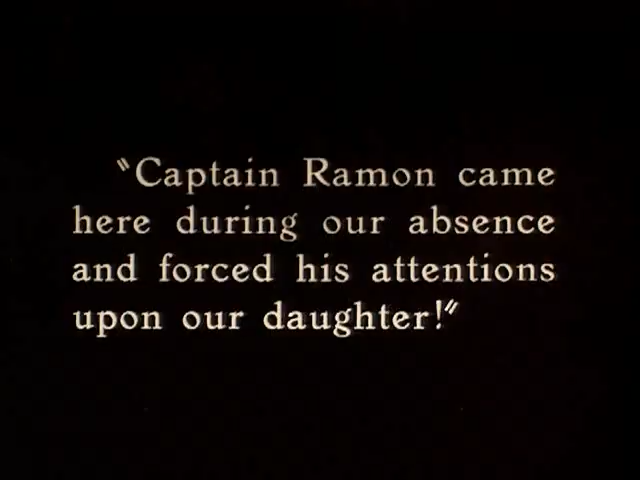 "Captain Ramon came
here during our absence
and forced his attentions
upon our daughter!"